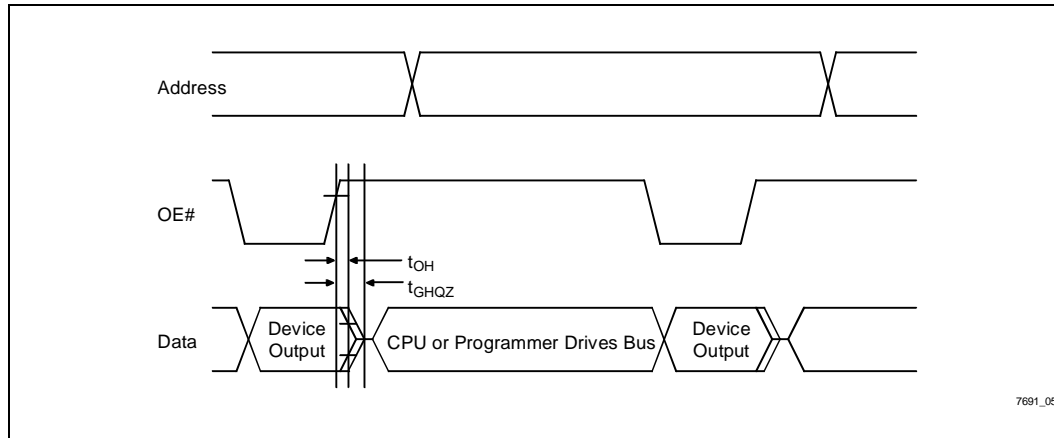 Address
OE#
tOH
tGHQZ
Data
Device
Output
CPU or Programmer Drives Bus
Device
Output
7691_05